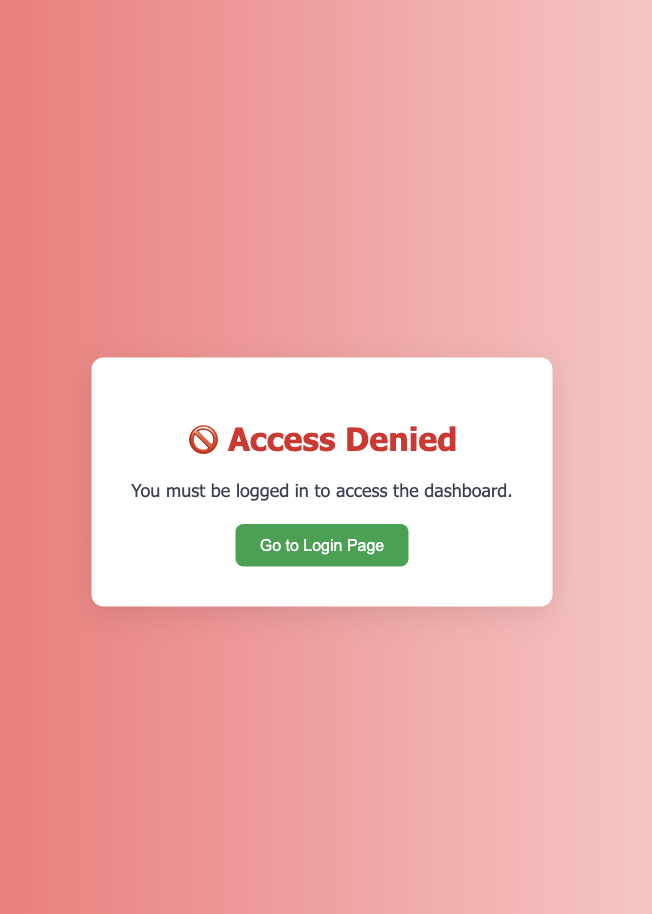 🚫 Access Denied
You must be logged in to access the dashboard.
Go to Login Page